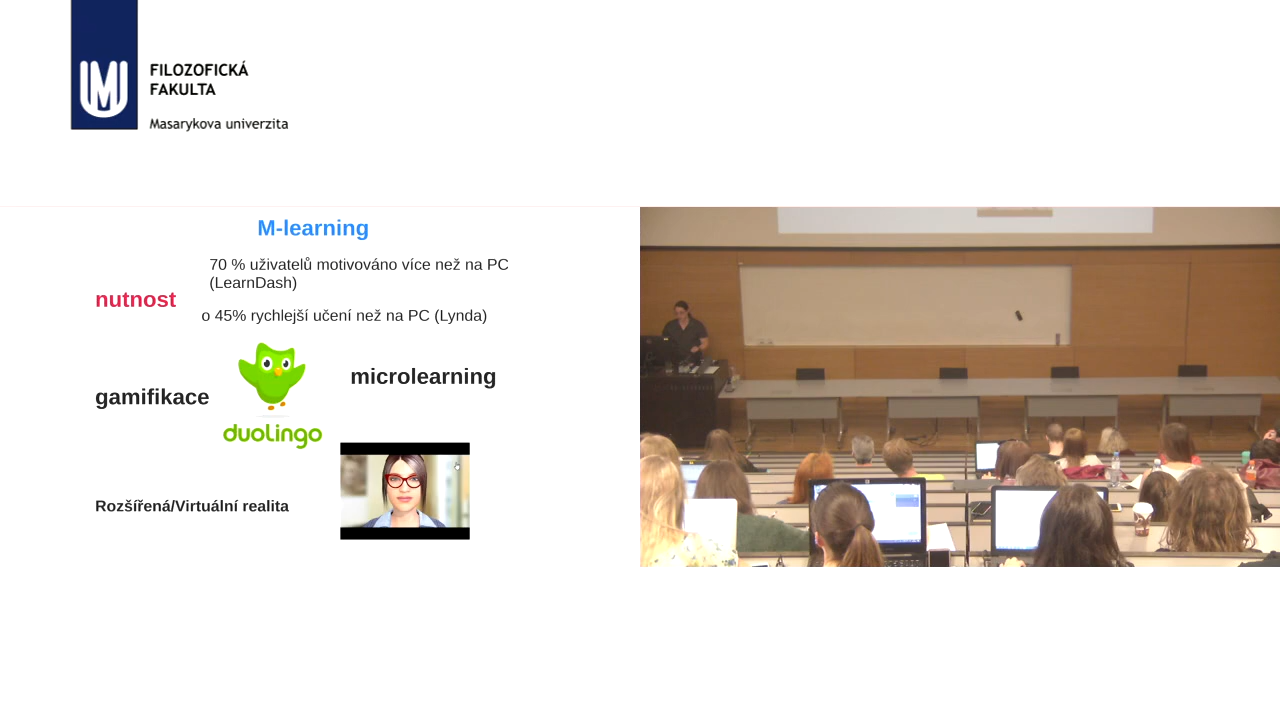 FILOZOFICKÁ
FAKULTA
Masarykova univerzita
M-learning
70 % uživatelů motivováno více než na PC
(LearnDash)
nutnost
o 45% rychlejší učení než na PC (Lynda)
microlearning
gamifikace
duolingo
Rozšířená/Virtuální realita